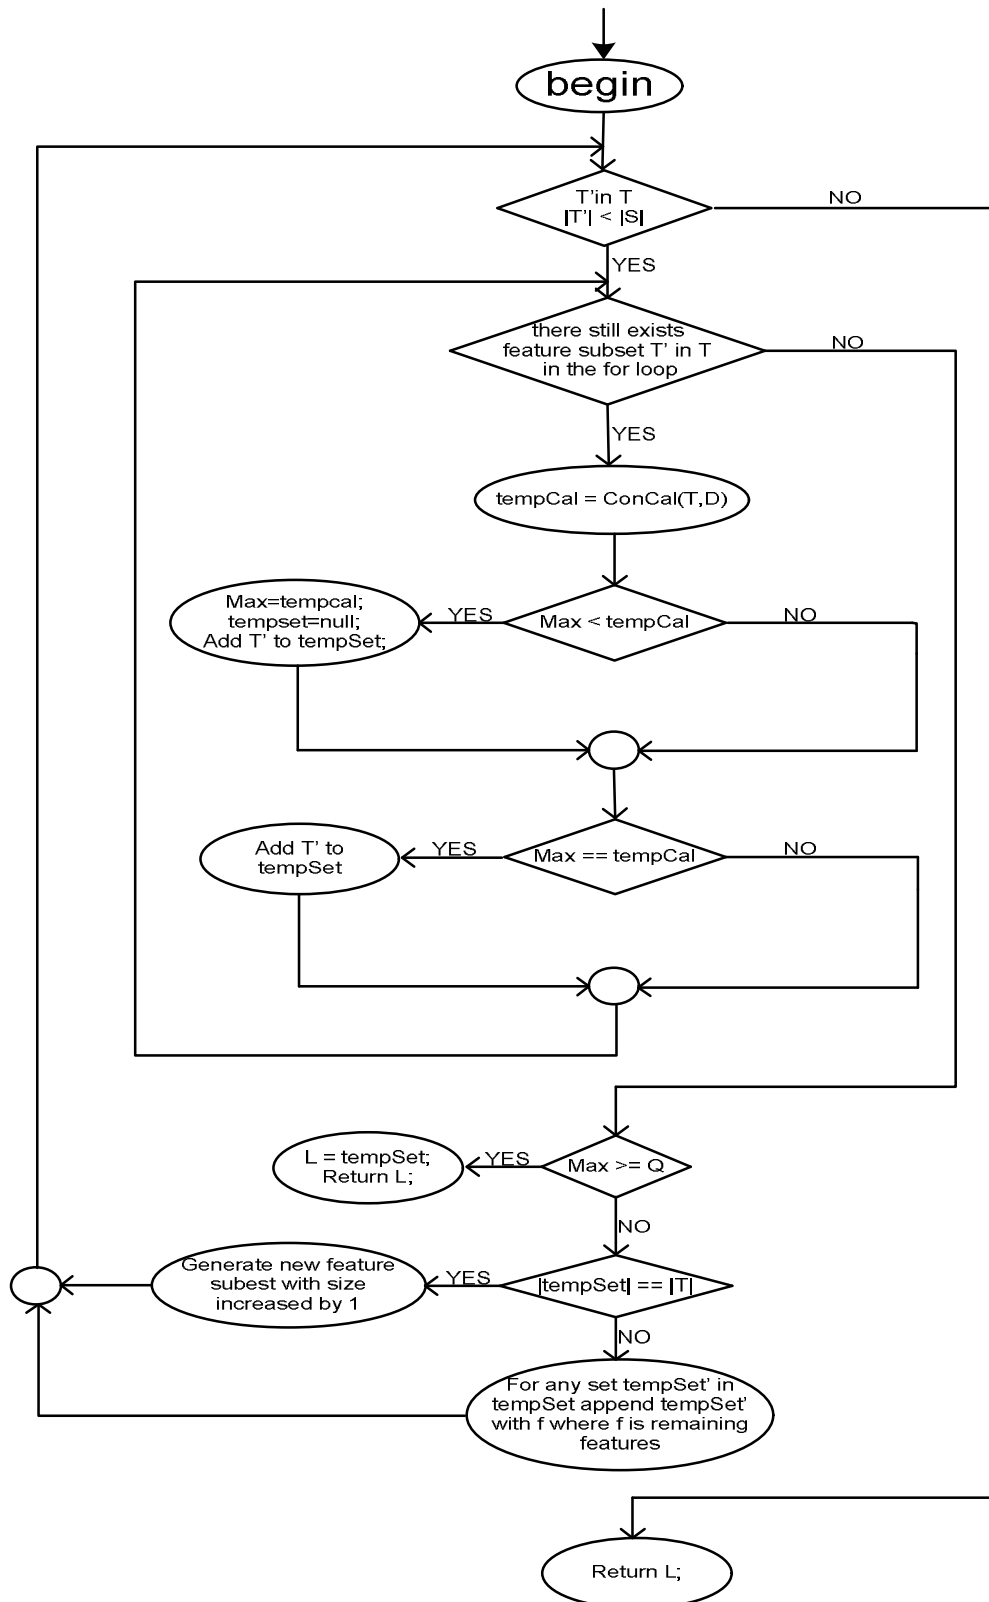 begin
T'in T
|T'| < |S|
NO
YES
there still exists
feature subset T' in T
in the for loop
NO
YES
tempCal = ConCal(T,D)
Max=tempcal;
tempset=null;
Add T' to tempSet;
YES
Max < tempCal
NO
Add T' to
tempSet
YES
Max == tempCal
NO
L = tempSet;
Return L;
YES
Max >= Q
NO
Generate new feature
subest with size
increased by 1
YES
|tempSet| == |T|
NO
For any set tempSet' in
tempSet append tempSet'
with f where f is remaining
features
Return L;